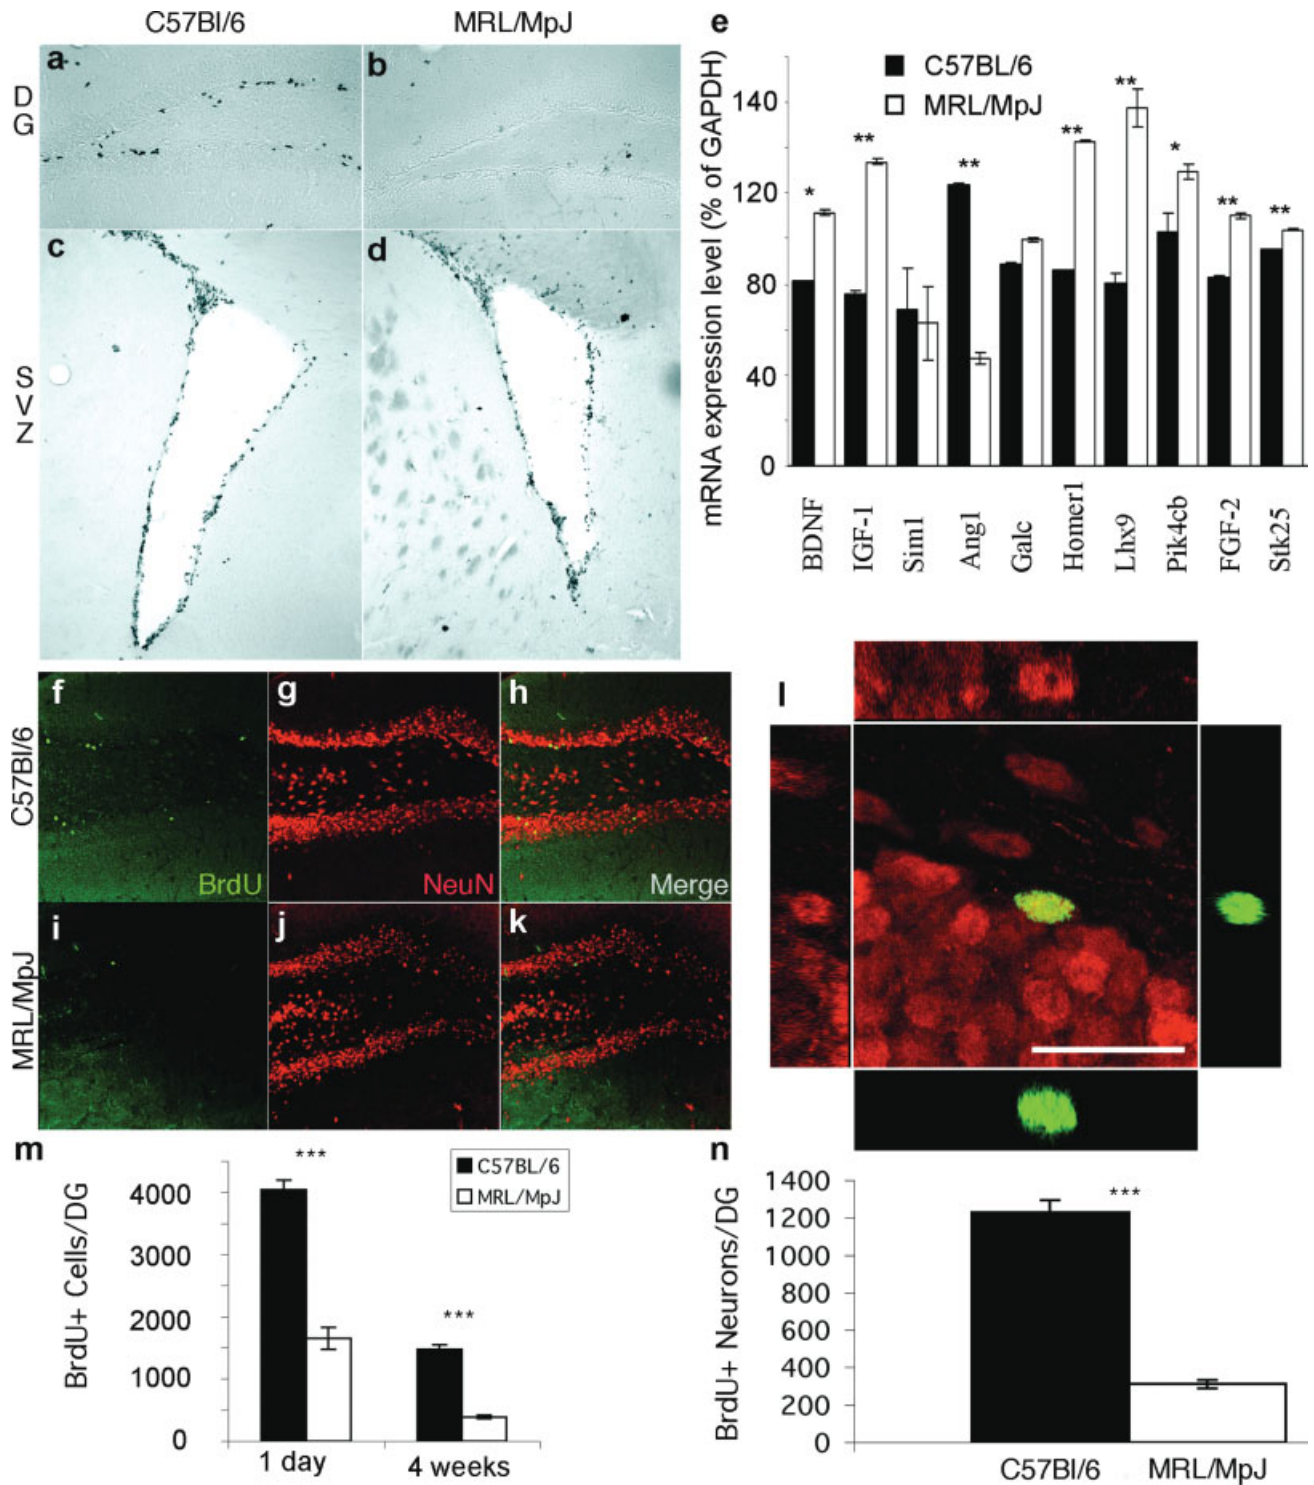 C57Bl/6
MRL/MpJ
D
G
S
V
Z
a
b
c
d
e
C57BL/6
MRL/MpJ
mRNA expression level (% of GAPDH)
140
120
80
40
0
*
**
**
**
**
*
**
**
BDNF
IGF-1
Sim1
Ang1
Galc
Homer1
Lhx9
Pik4cb
FGF-2
Stk25
C57Bl/6
MRL/MpJ
f
BrdU
g
NeuN
h
Merge
i
j
k
l
m
BrdU+ Cells/DG
4000
3000
2000
1000
0
***
***
C57BL/6
MRL/MpJ
1 day
4 weeks
n
BrdU+ Neurons/DG
1400
1200
1000
800
600
400
200
0
***
C57Bl/6
MRL/MpJ